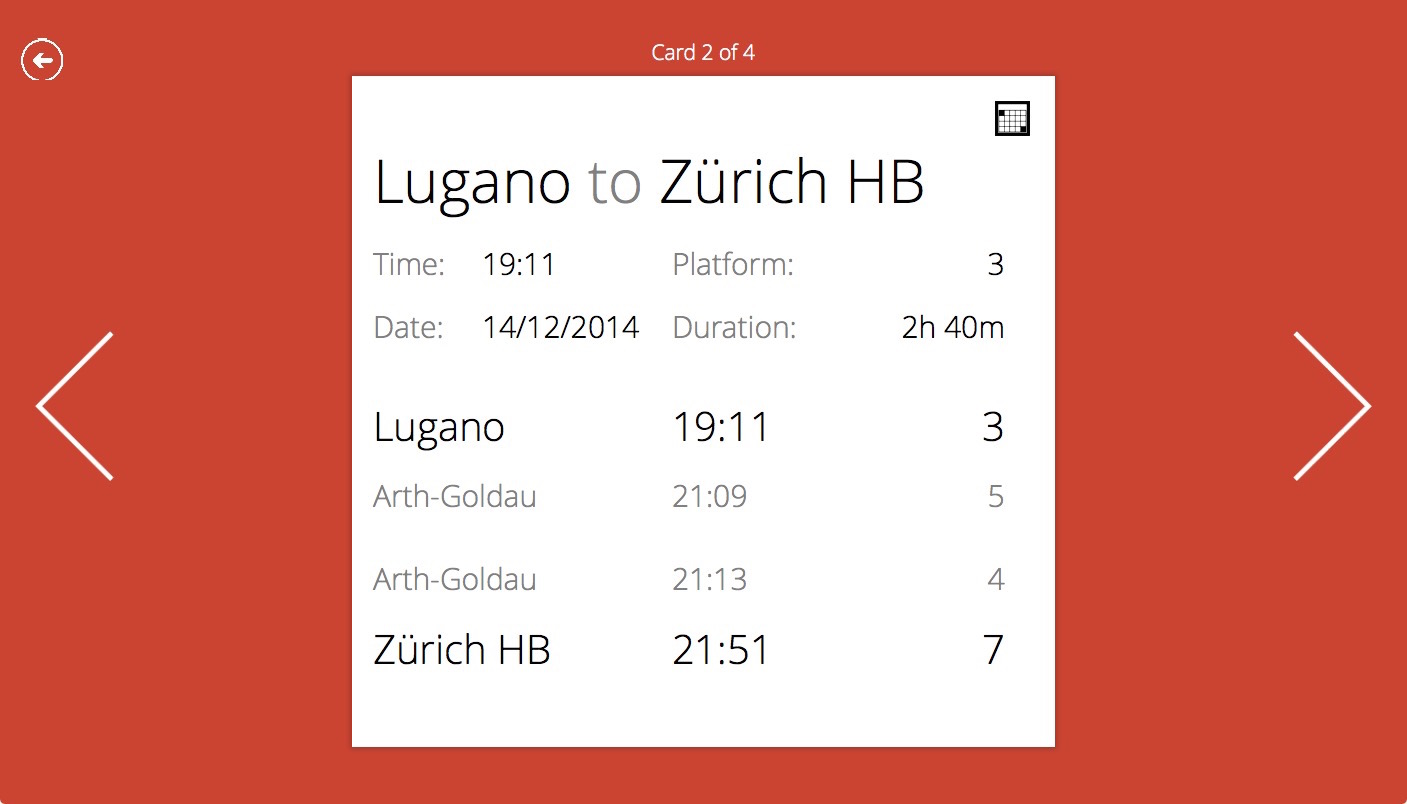 Card 2 of 4
Lugano to Zürich HB
Time: 19:11 Platform: 3
Date: 14/12/2014 Duration: 2h 40m
Lugano 19:11 3
Arth-Goldau 21:09 5
Arth-Goldau 21:13 4
Zürich HB 21:51 7